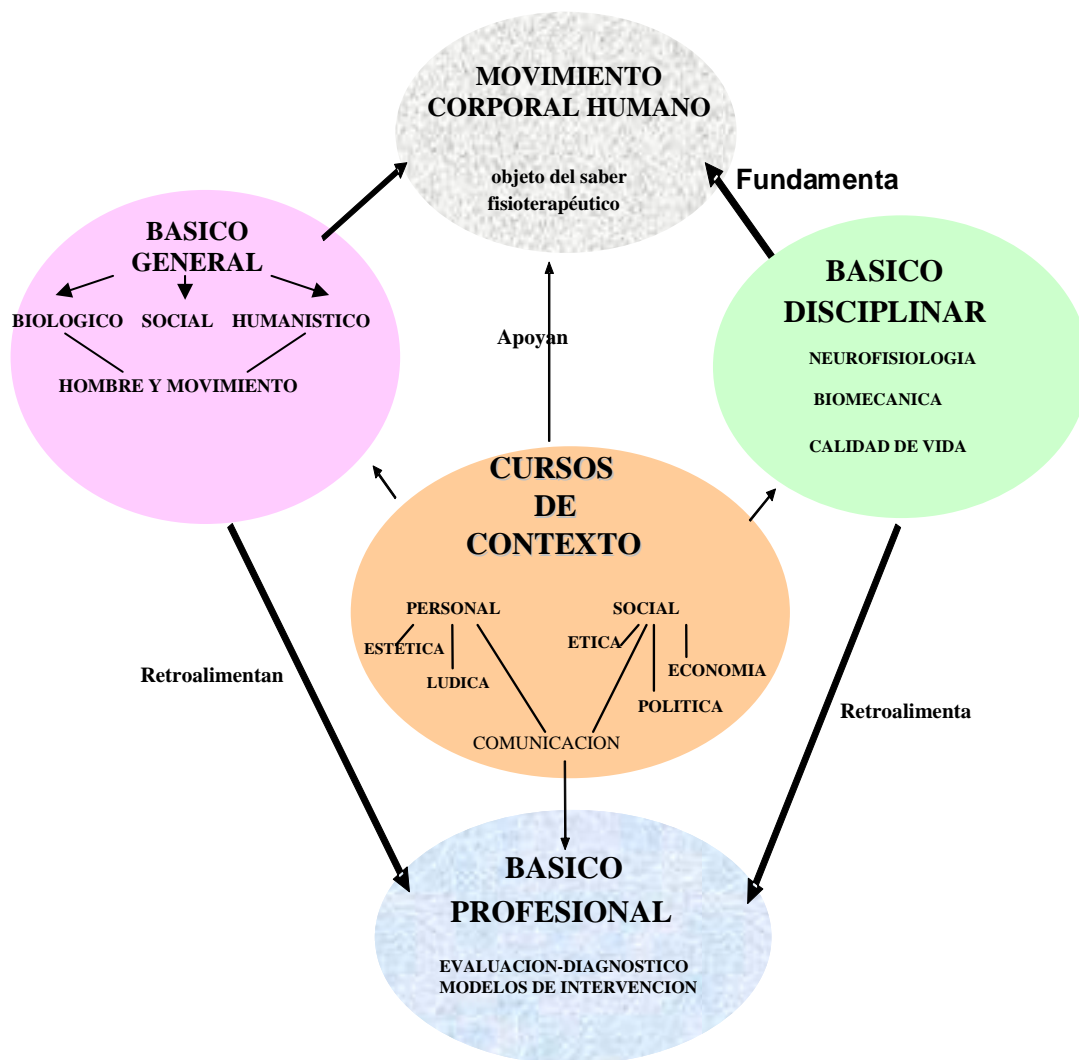 MOVIMIENTO
CORPORAL HUMANO
objeto del saber
fisioterapéutico
Fundamenta
BASICO
GENERAL
BIOLOGICO SOCIAL HUMANISTICO
HOMBRE Y MOVIMIENTO
BASICO
DISCIPLINAR
NEUROFISIOLOGIA
BIOMECANICA
CALIDAD DE VIDA
Apoyan
CURSOS
DE
CONTEXTO
PERSONAL
ESTETICA
LUDICA
SOCIAL
ETICA
ECONOMIA
POLITICA
COMUNICACION
Retroalimentan
Retroalimenta
BASICO
PROFESIONAL
EVALUACION-DIAGNOSTICO
MODELOS DE INTERVENCION